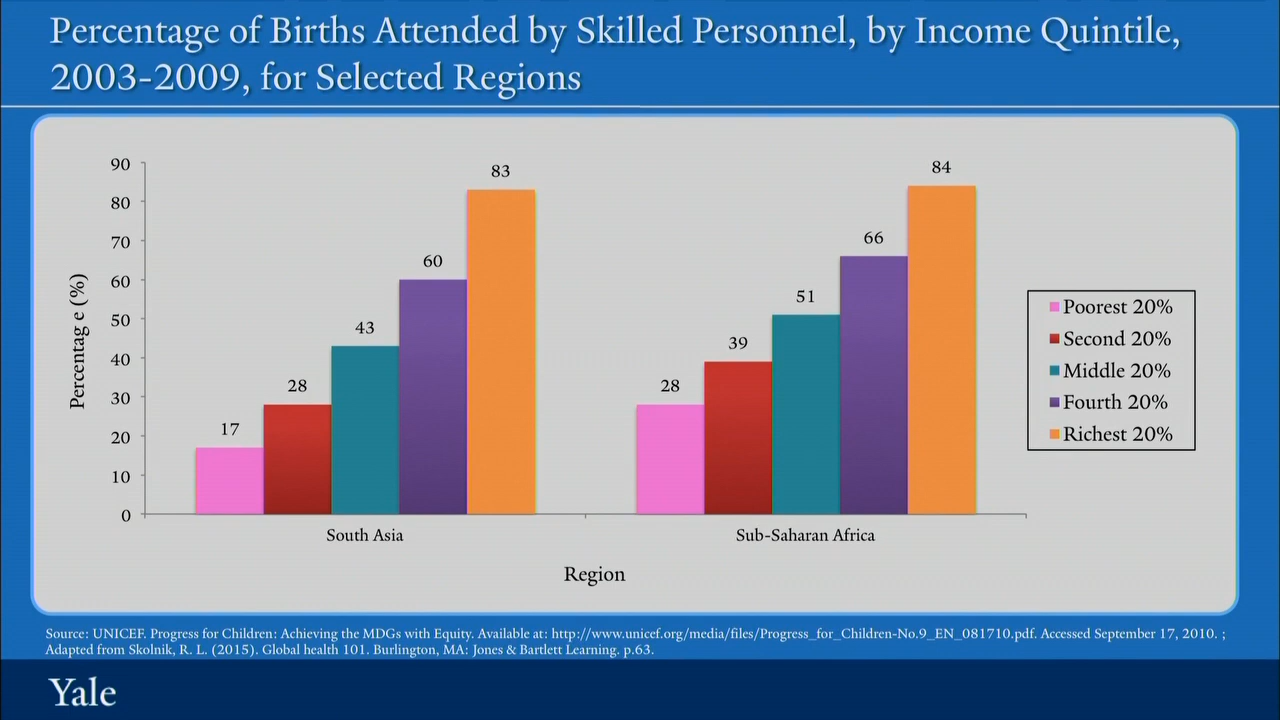 Percentage of Births Attended by Skilled Personnel, by Income Quintile,
2003-2009, for Selected Regions
90
80
70
60
50
40
30
20
10
0
Percentag e (%)
17
28
43
60
83
28
39
51
66
84
South Asia
Sub-Saharan Africa
Region
Poorest 20%
Second 20%
Middle 20%
Fourth 20%
Richest 20%
Source: UNICEF. Progress for Children: Achieving the MDGs with Equity. Available at: http://www.unicef.org/media/files/Progress_for_Children-No.9_EN_081710.pdf. Accessed September 17, 2010. ;
Adapted from Skolnik, R. L. (2015). Global health 101. Burlington, MA: Jones & Bartlett Learning. p.63.
Yale